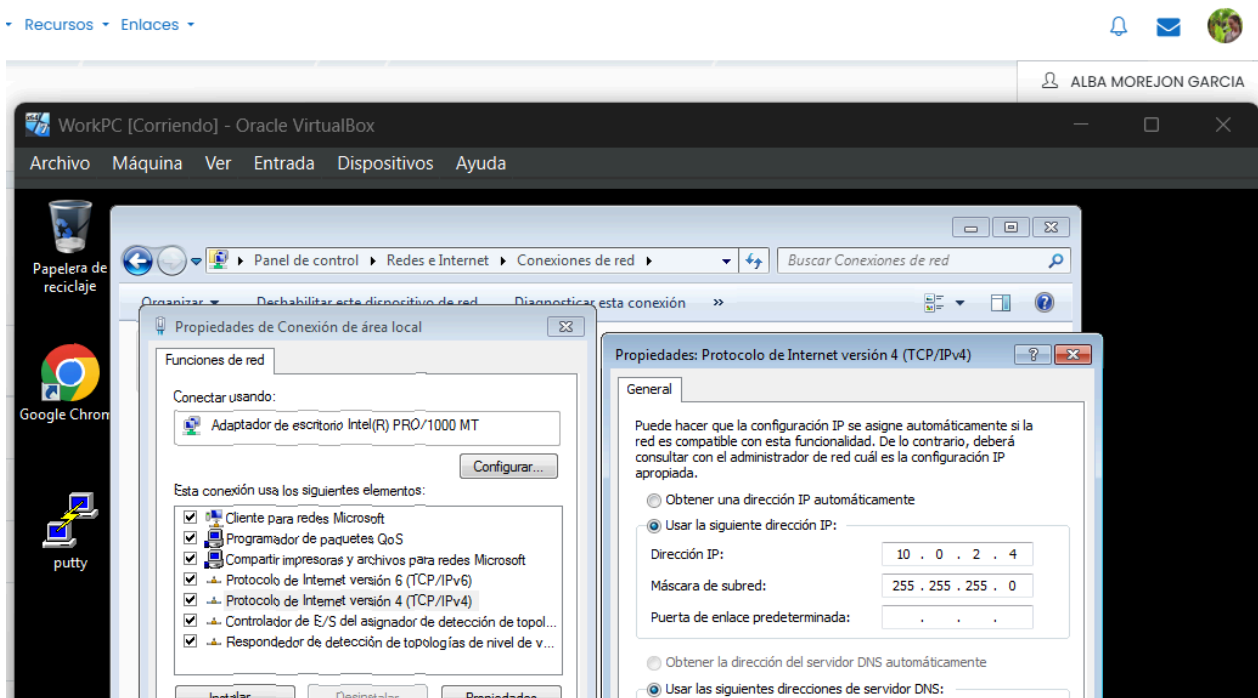 Recursos Enlaces
ALBA MOREJON GARCIA
WorkPC [Corriendo] - Oracle VirtualBox
Archivo Máquina Ver Entrada Dispositivos Ayuda
Papelera de
reciclaje
Google Chrom
putty
Panel de control Redes e Internet Conexiones de red
Buscar Conexiones de red
Organizar Deshabilitar este dispositivo de red Diagnosticar esta conexión »
Propiedades de Conexión de área local
Funciones de red
Conectar usando:
Adaptador de escritorio Intel(R) PRO/1000 MT
Configurar...
Esta conexión usa los siguientes elementos:
Cliente para redes Microsoft
Programador de paquetes QoS
Compartir impresoras y archivos para redes Microsoft
Protocolo de Internet versión 6 (TCP/IPv6)
Protocolo de Internet versión 4 (TCP/IPv4)
Controlador de E/S del asignador de detección de topol...
Respondedor de detección de topologías de nivel de v...
Instalar... Desinstalar Propiedades
Propiedades: Protocolo de Internet versión 4 (TCP/IPv4)
General
Puede hacer que la configuración IP se asigne automáticamente si la
red es compatible con esta funcionalidad. De lo contrario, deberá
consultar con el administrador de red cuál es la configuración IP
apropiada.
Obtener una dirección IP automáticamente
Usar la siguiente dirección IP:
Dirección IP: 10 . 0 . 2 . 4
Máscara de subred: 255 . 255 . 255 . 0
Puerta de enlace predeterminada: . . .
Obtener la dirección del servidor DNS automáticamente
Usar las siguientes direcciones de servidor DNS: